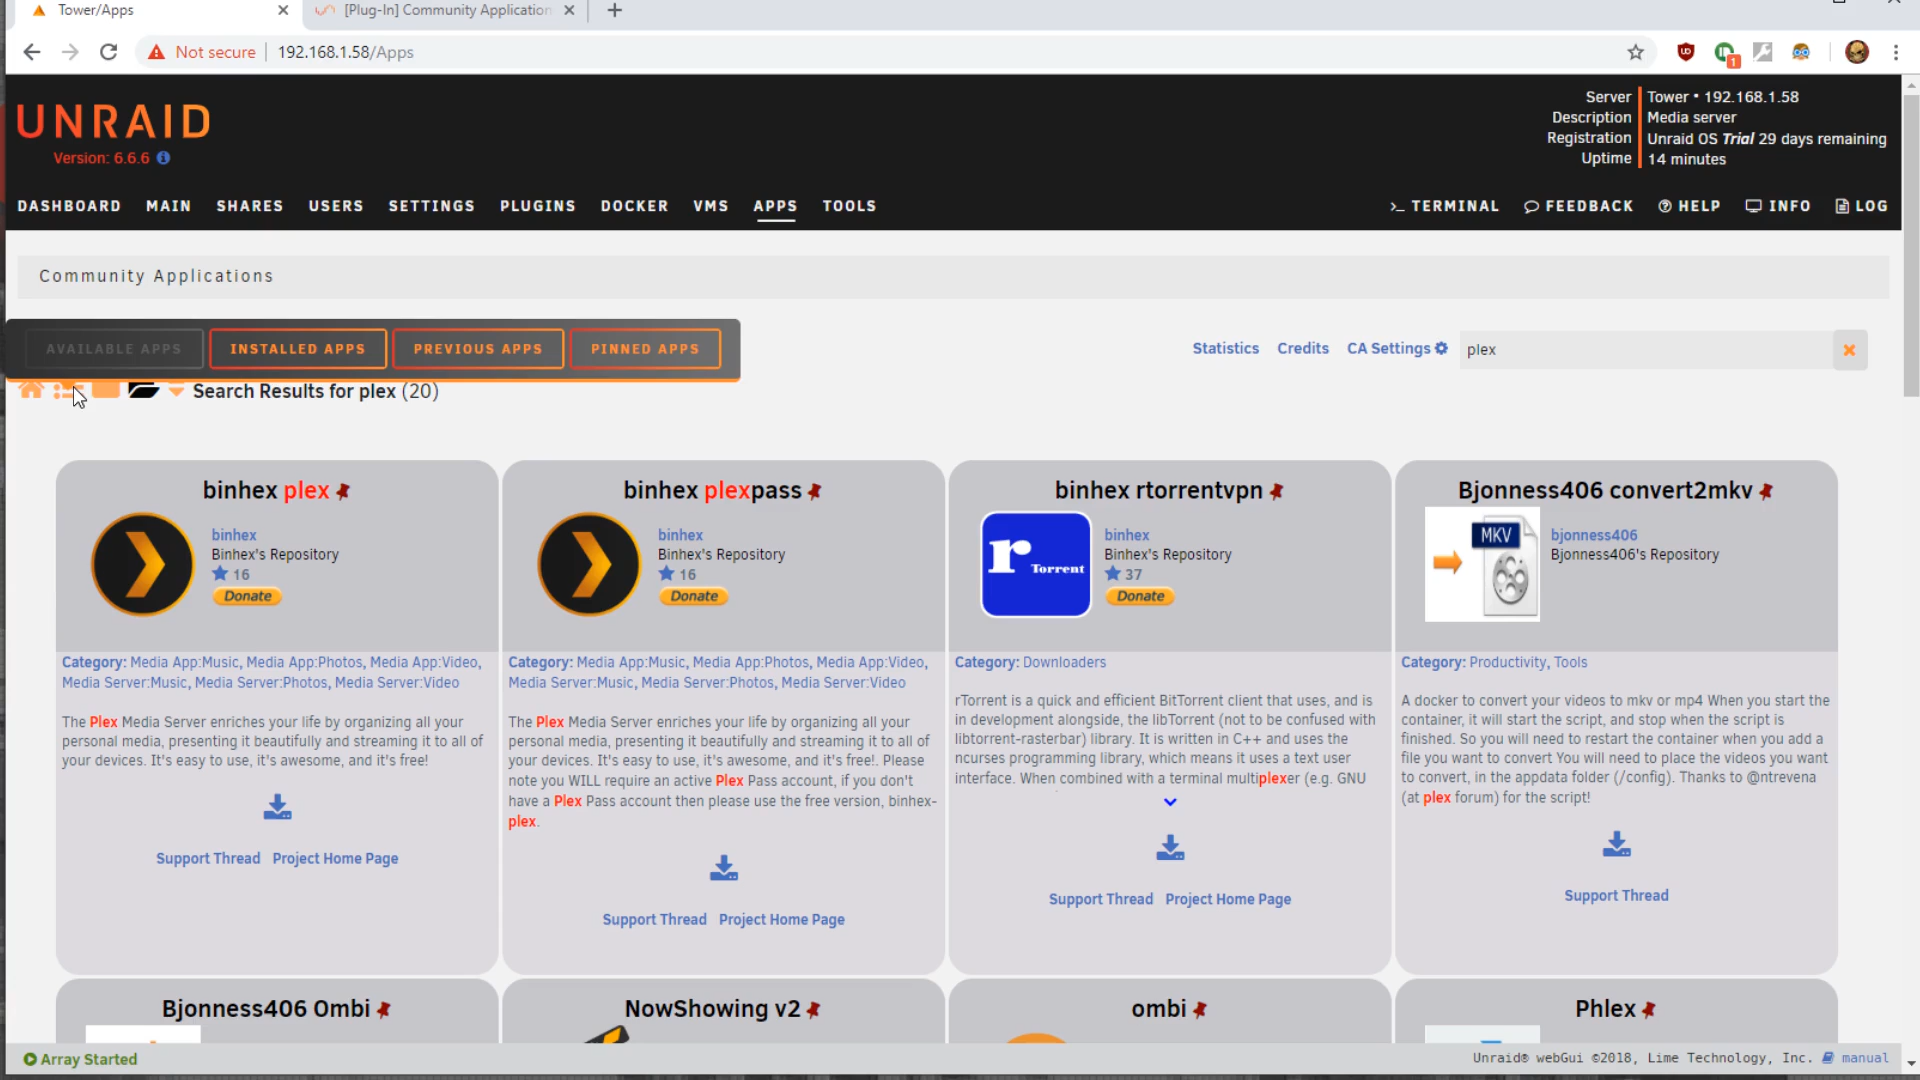 Tower/Apps
[Plug-In] Community Application
Not secure
192.168.1.58/Apps
1
UNRAID
Version: 6.6.6
Server
Tower • 192.168.1.58
Description
Media server
Registration
Unraid OS Trial 29 days remaining
Uptime
14 minutes
DASHBOARD MAIN SHARES USERS SETTINGS PLUGINS DOCKER VMS APPS TOOLS
TERMINAL FEEDBACK HELP INFO LOG
Community Applications
AVAILABLE APPS INSTALLED APPS PREVIOUS APPS PINNED APPS
Statistics Credits CA Settings
plex
Search Results for plex (20)
binhex plex
binhex
Binhex's Repository
16
Donate
Category: Media App:Music, Media App:Photos, Media App:Video,
Media Server:Music, Media Server:Photos, Media Server:Video
The Plex Media Server enriches your life by organizing all your
personal media, presenting it beautifully and streaming it to all of
your devices. It's easy to use, it's awesome, and it's free!
Support Thread Project Home Page
binhex plexpass
binhex
Binhex's Repository
16
Donate
Category: Media App:Music, Media App:Photos, Media App:Video,
Media Server:Music, Media Server:Photos, Media Server:Video
The Plex Media Server enriches your life by organizing all your
personal media, presenting it beautifully and streaming it to all of
your devices. It's easy to use, it's awesome, and it's free!. Please
note you WILL require an active Plex Pass account, if you don't
have a Plex Pass account then please use the free version, binhex-
plex.
Support Thread Project Home Page
binhex rtorrentvpn
r Torrent
binhex
Binhex's Repository
37
Donate
Category: Downloaders
rTorrent is a quick and efficient BitTorrent client that uses, and is
in development alongside, the libTorrent (not to be confused with
libtorrent-rasterbar) library. It is written in C++ and uses the
ncurses programming library, which means it uses a text user
interface. When combined with a terminal multiplexer (e.g. GNU
Support Thread Project Home Page
Bjonness406 convert2mkv
MKV
bjonness406
Bjonness406's Repository
Category: Productivity, Tools
A docker to convert your videos to mkv or mp4 When you start the
container, it will start the script, and stop when the script is
finished. So you will need to restart the container when you add a
file you want to convert You will need to place the videos you want
to convert, in the appdata folder (/config). Thanks to @ntrevena
(at plex forum) for the script!
Support Thread
Bjonness406 Ombi
NowShowing v2
ombi
Phlex
Array Started
Unraid® webGui ©2018, Lime Technology, Inc. manual